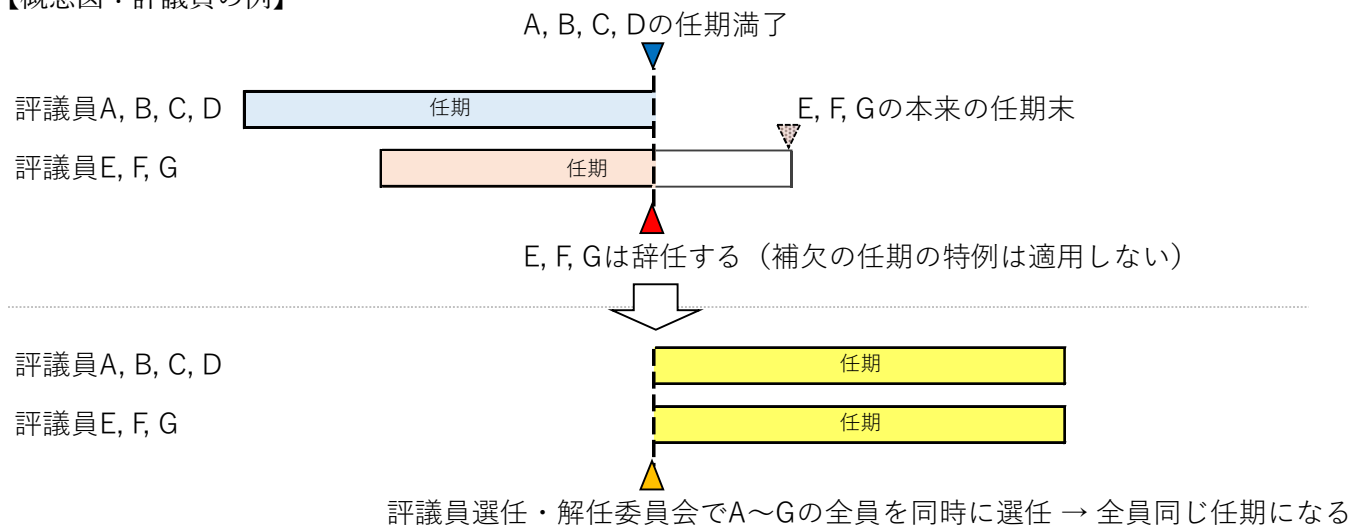 【概念図・評議員の例】
A, B, C, Dの任期満了
評議員A, B, C, D
任期
E, F, Gの本来の任期末
評議員E, F, G
任期
E, F, Gは辞任する（補欠の任期の特例は適用しない）
評議員A, B, C, D
任期
評議員E, F, G
任期
評議員選任・解任委員会でA～Gの全員を同時に選任 → 全員同じ任期になる